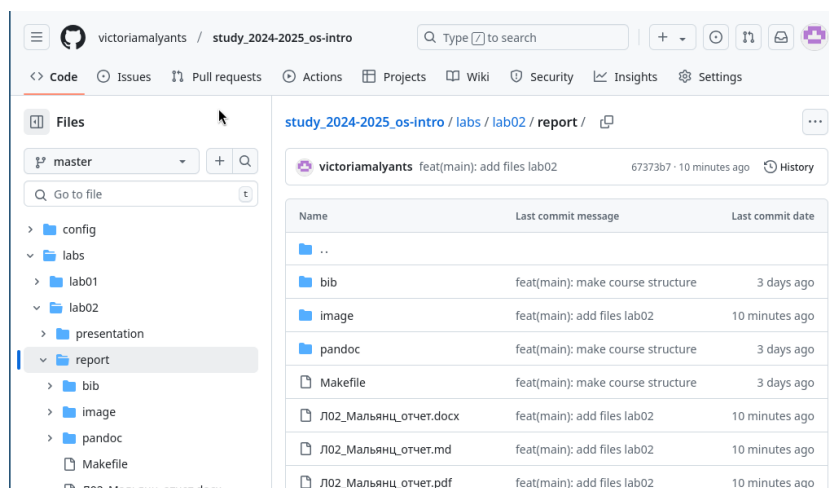 victoriamalyants / study_2024-2025_os-intro
Type / to search
Code
Issues
Pull requests
Actions
Projects
Wiki
Security
Insights
Settings
Files
master
Go to file
t
config
labs
lab01
lab02
presentation
report
bib
image
pandoc
Makefile
study_2024-2025_os-intro / labs / lab02 / report /
victoriamalyants feat(main): add files lab02 67373b7 · 10 minutes ago History
Name Last commit message Last commit date
..
bib feat(main): make course structure 3 days ago
image feat(main): add files lab02 10 minutes ago
pandoc feat(main): make course structure 3 days ago
Makefile feat(main): make course structure 3 days ago
Л02_Мальянц_отчет.docx feat(main): add files lab02 10 minutes ago
Л02_Мальянц_отчет.md feat(main): add files lab02 10 minutes ago
Л02_Мальянц_отчет.pdf feat(main): add files lab02 10 minutes ago